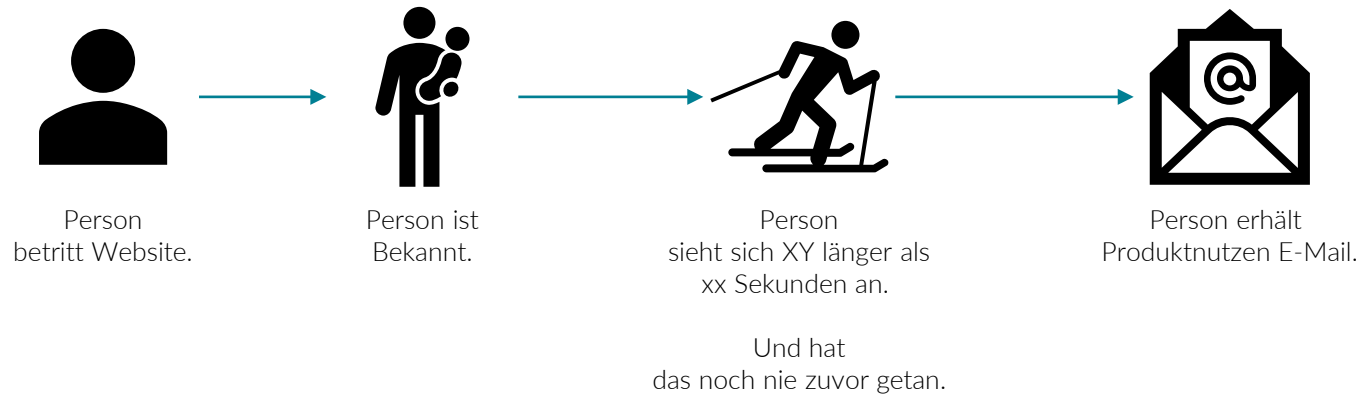 Person
betritt Website.
Person ist
Bekannt.
Person
sieht sich XY länger als
xx Sekunden an.
Und hat
das noch nie zuvor getan.
@
Person erhält
Produktnutzen E-Mail.